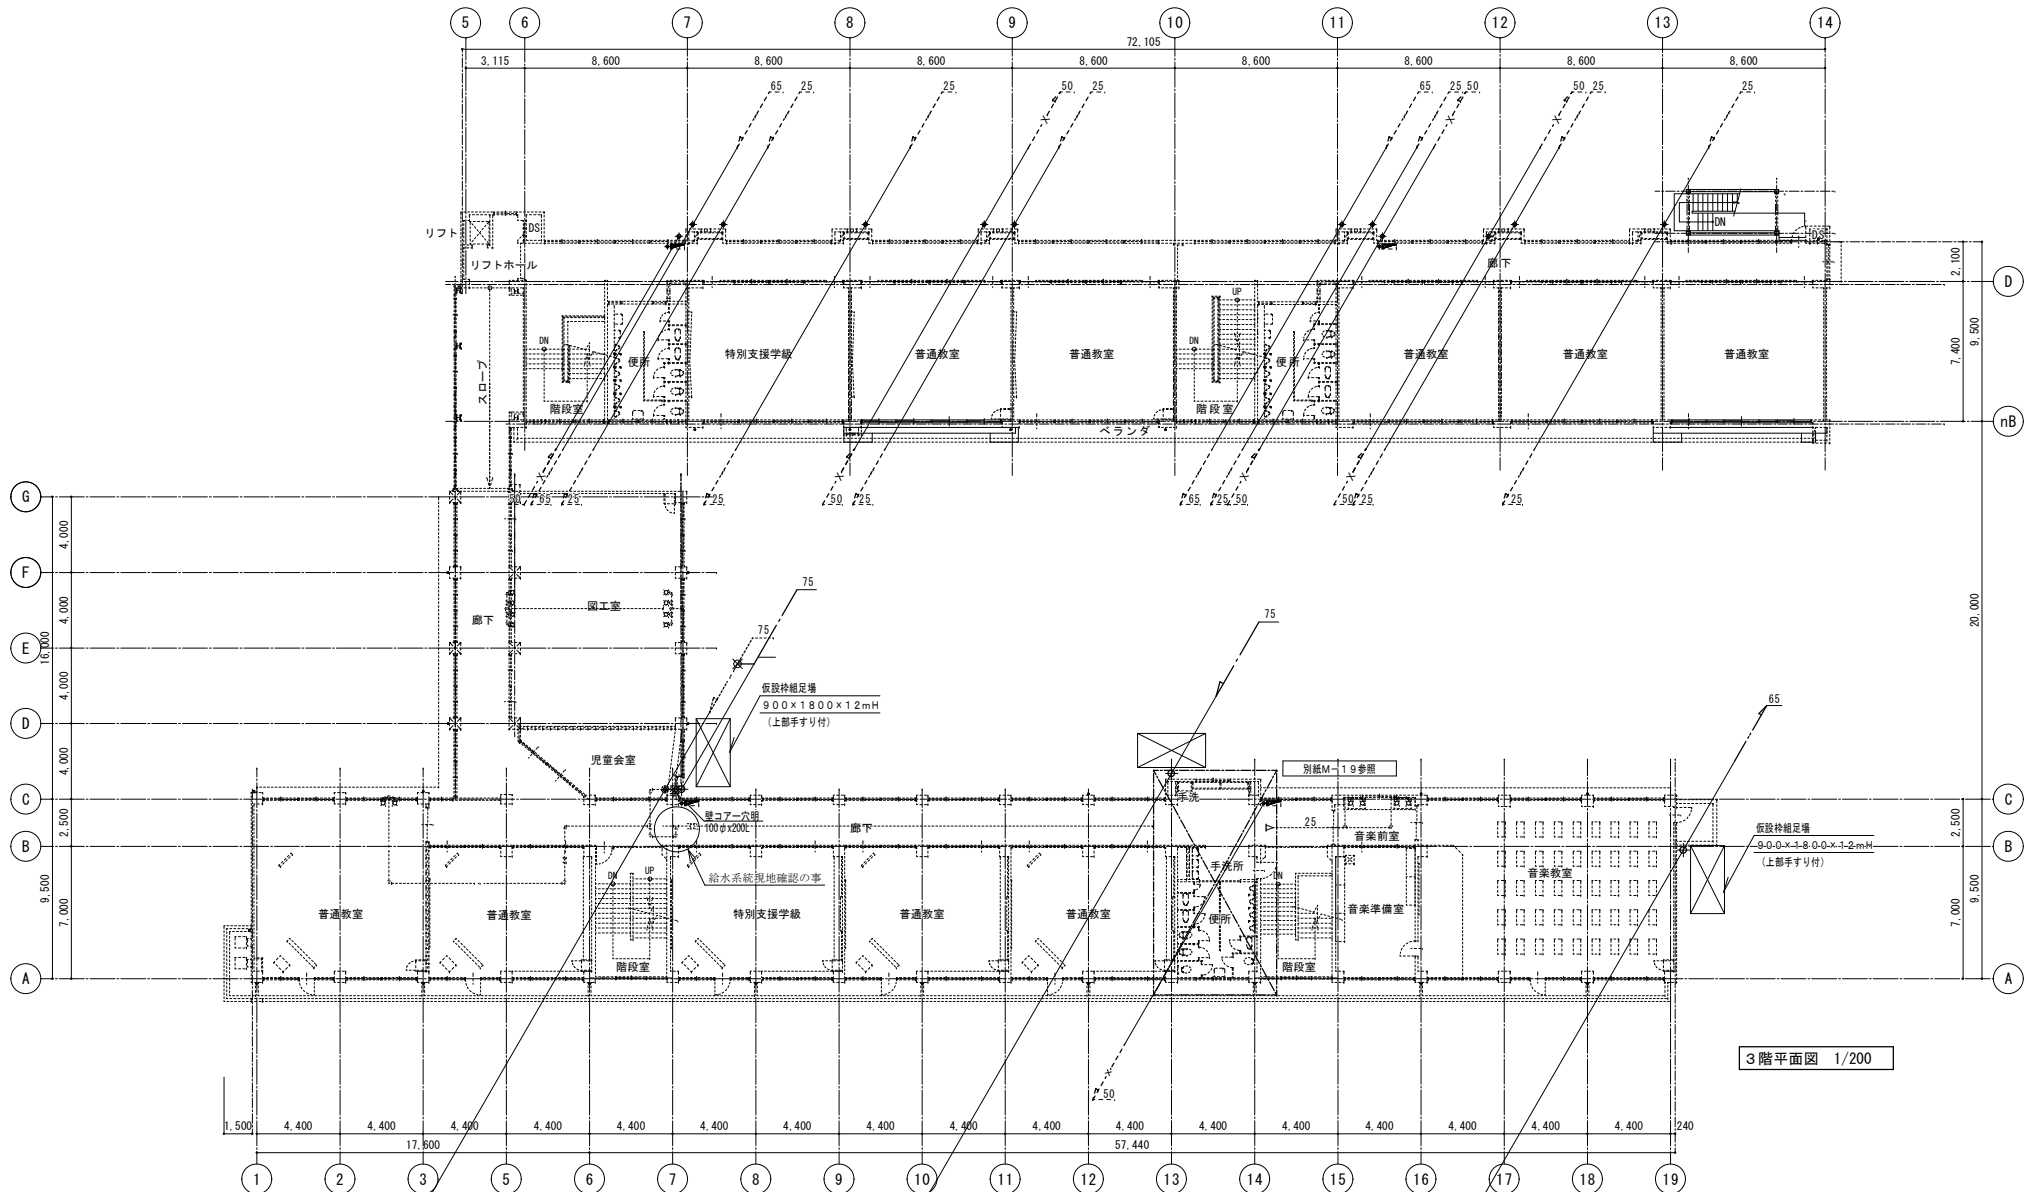 5 6 7 8 9 10 11 12 13 14
72,105
3,115 8,600 8,600 8,600 8,600 8,600 8,600 8,600 8,600
65 25 25 50 25 65 25 50 50 25 25
リフト DS DN DS
リフトホール 廊下
2,100
D
UP
DN DN
スロープ 便所 特別支援学級 普通教室 普通教室 便所 普通教室 普通教室 普通教室
7,400 9,500
階段室 階段室
ベランダ
nB
50 65 25 25 50 25 65 25 50 50 25 25
G
4,000
F
4,000
廊下 図工室
75
75
75
20,000
E
16,000
4,000
仮設枠組足場
900×1800×12mH
(上部手すり付)
65
D
4,000
児童会室
別紙M-19参照
C
手洗
C
壁コアー穴明
100φx200L
廊下
25
音楽前室
2,500
2,500
仮設枠組足場
900×1800×12mH
(上部手すり付)
B
B
給水系統現地確認の事
手洗所
音楽教室
DN UP DN
普通教室 普通教室 特別支援学級 普通教室 普通教室 便所 音楽準備室
9,500 7,000
7,000 9,500
階段室 階段室
A
A
3階平面図 1/200
50
1,500 4,400 4,400 4,400 4,400 4,400 4,400 4,400 4,400 4,400 4,400 4,400 4,400 4,400 4,400 4,400 4,400 4,400 240
17,600 57,440
1 2 3 5 6 7 8 9 10 11 12 13 14 15 16 17 18 19